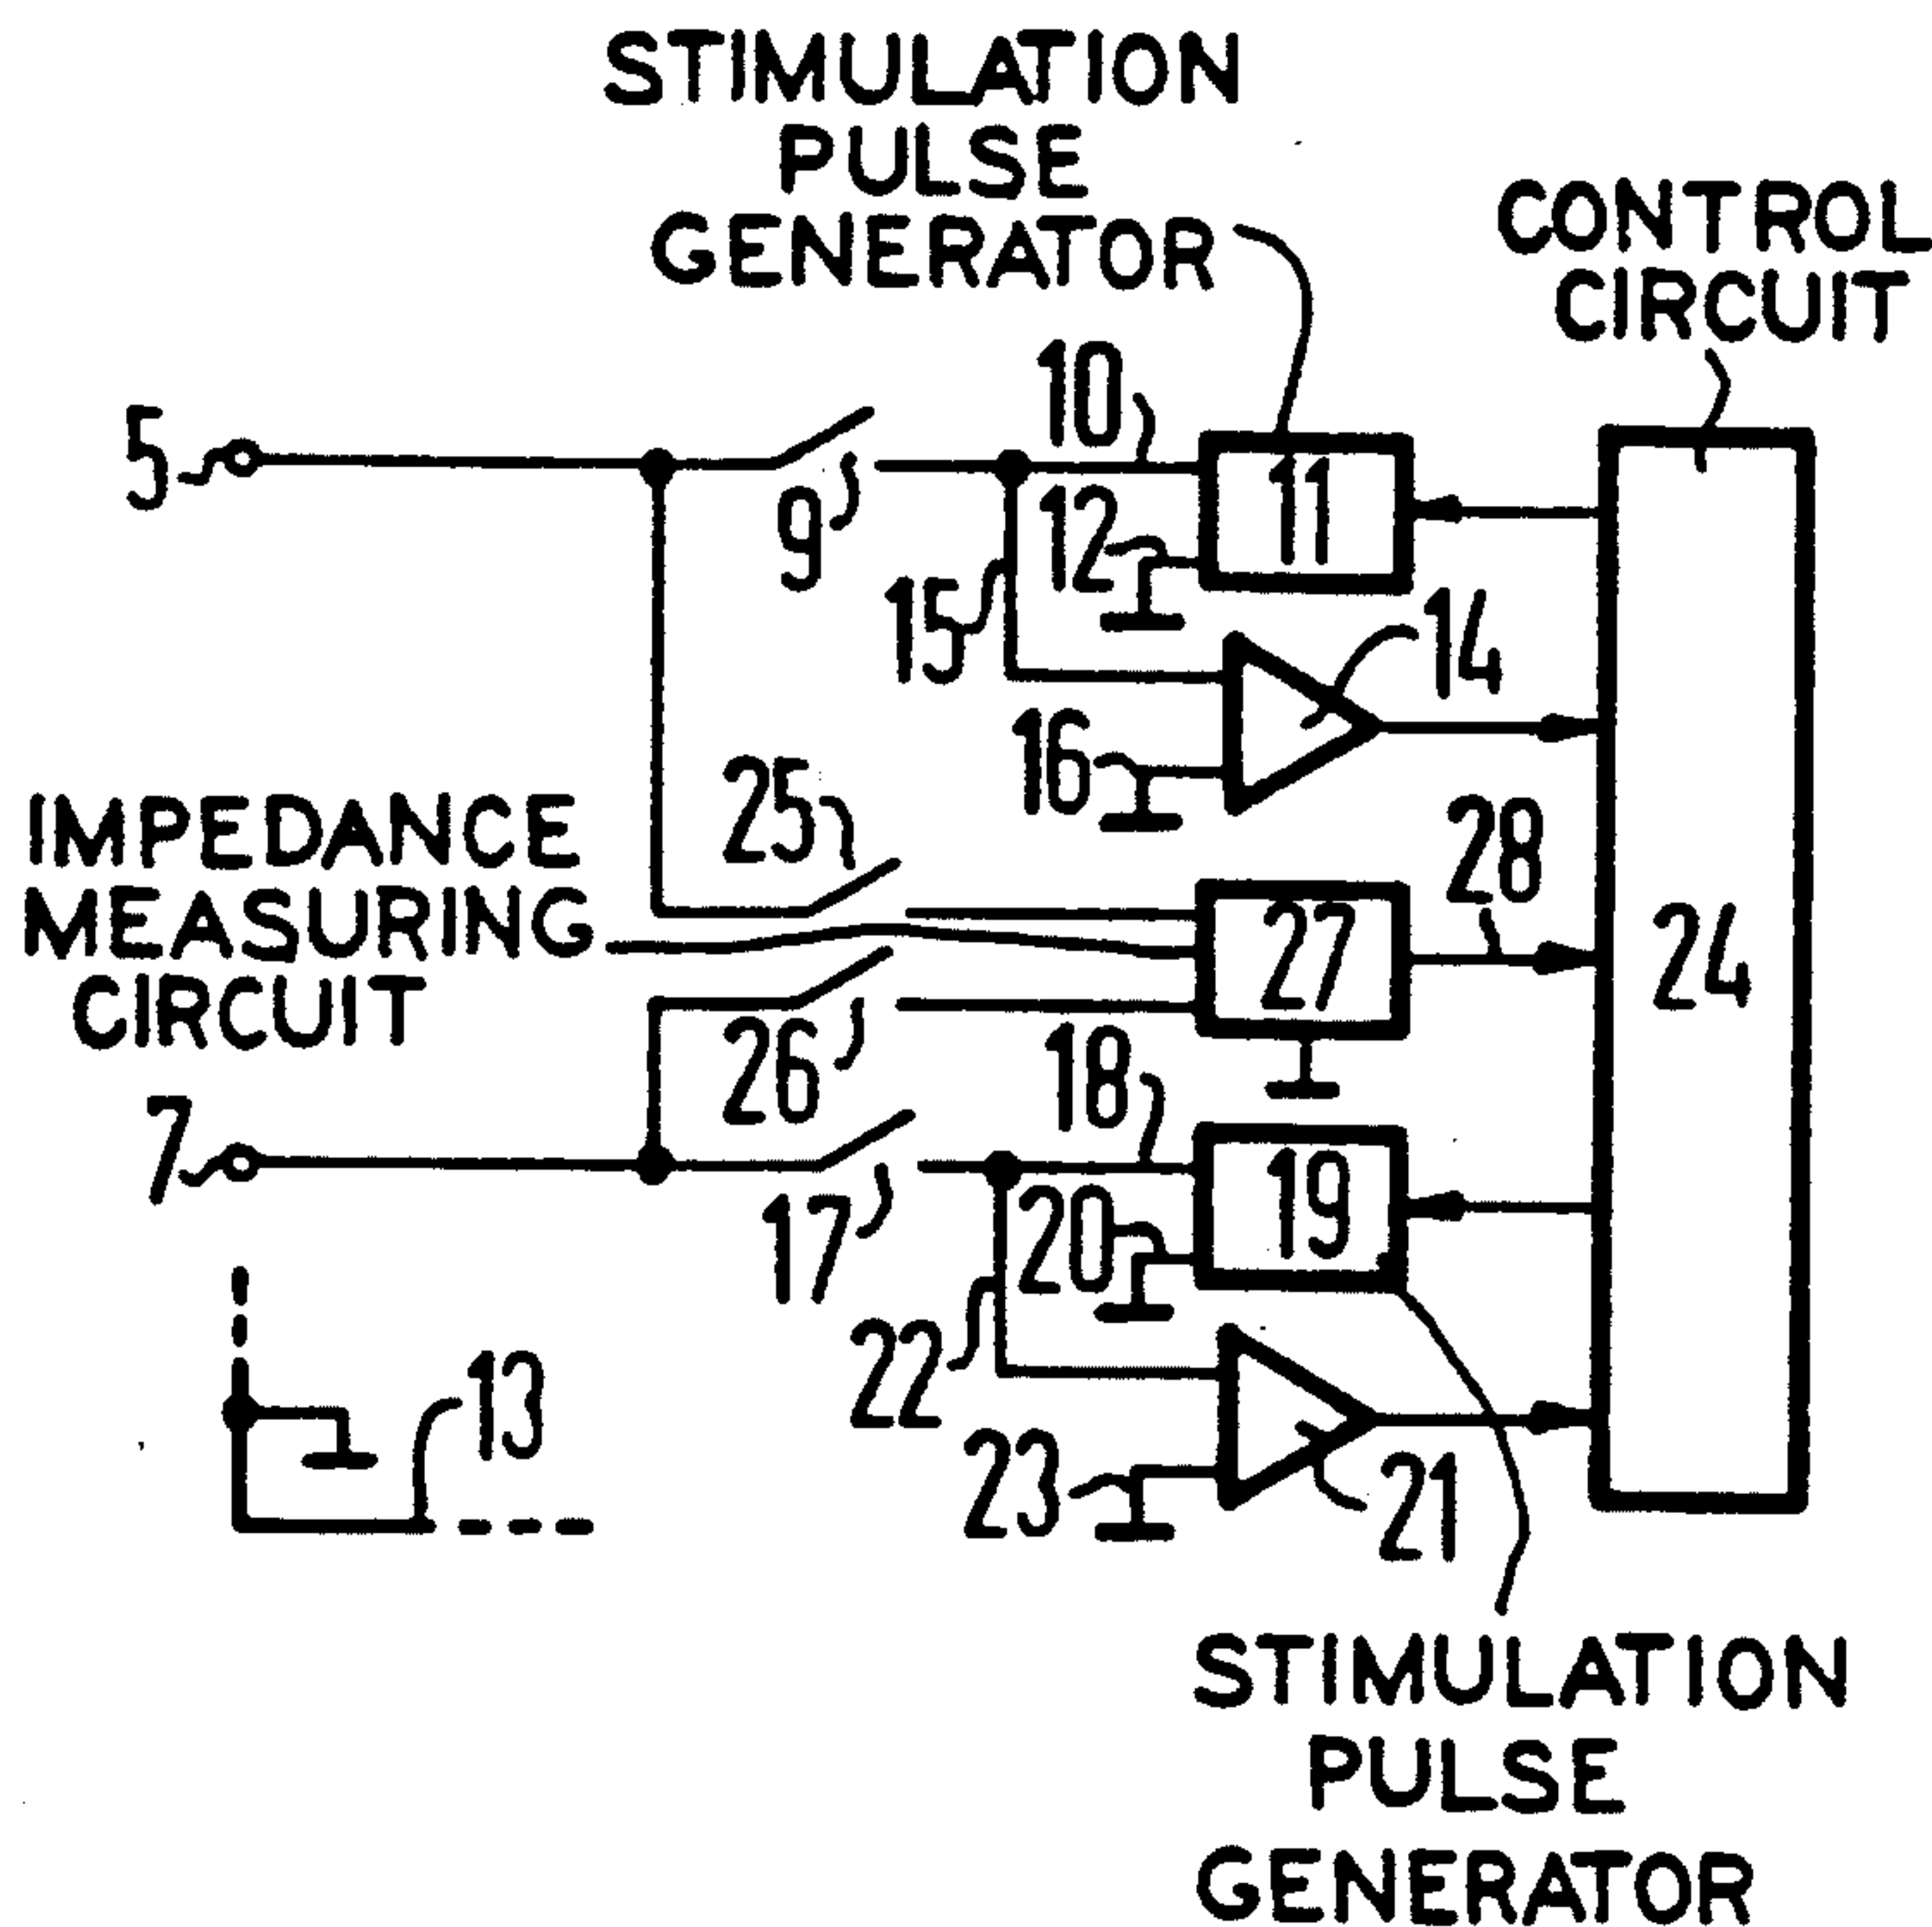 STIMULATION
PULSE
GENERATOR
CONTROL
CIRCUIT
5
9
10
11
12
15
14
16
25
28
IMPEDANCE
MEASURING
CIRCUIT
27
24
26
18
7
17
19
20
22
13
23
21
STIMULATION
PULSE
GENERATOR